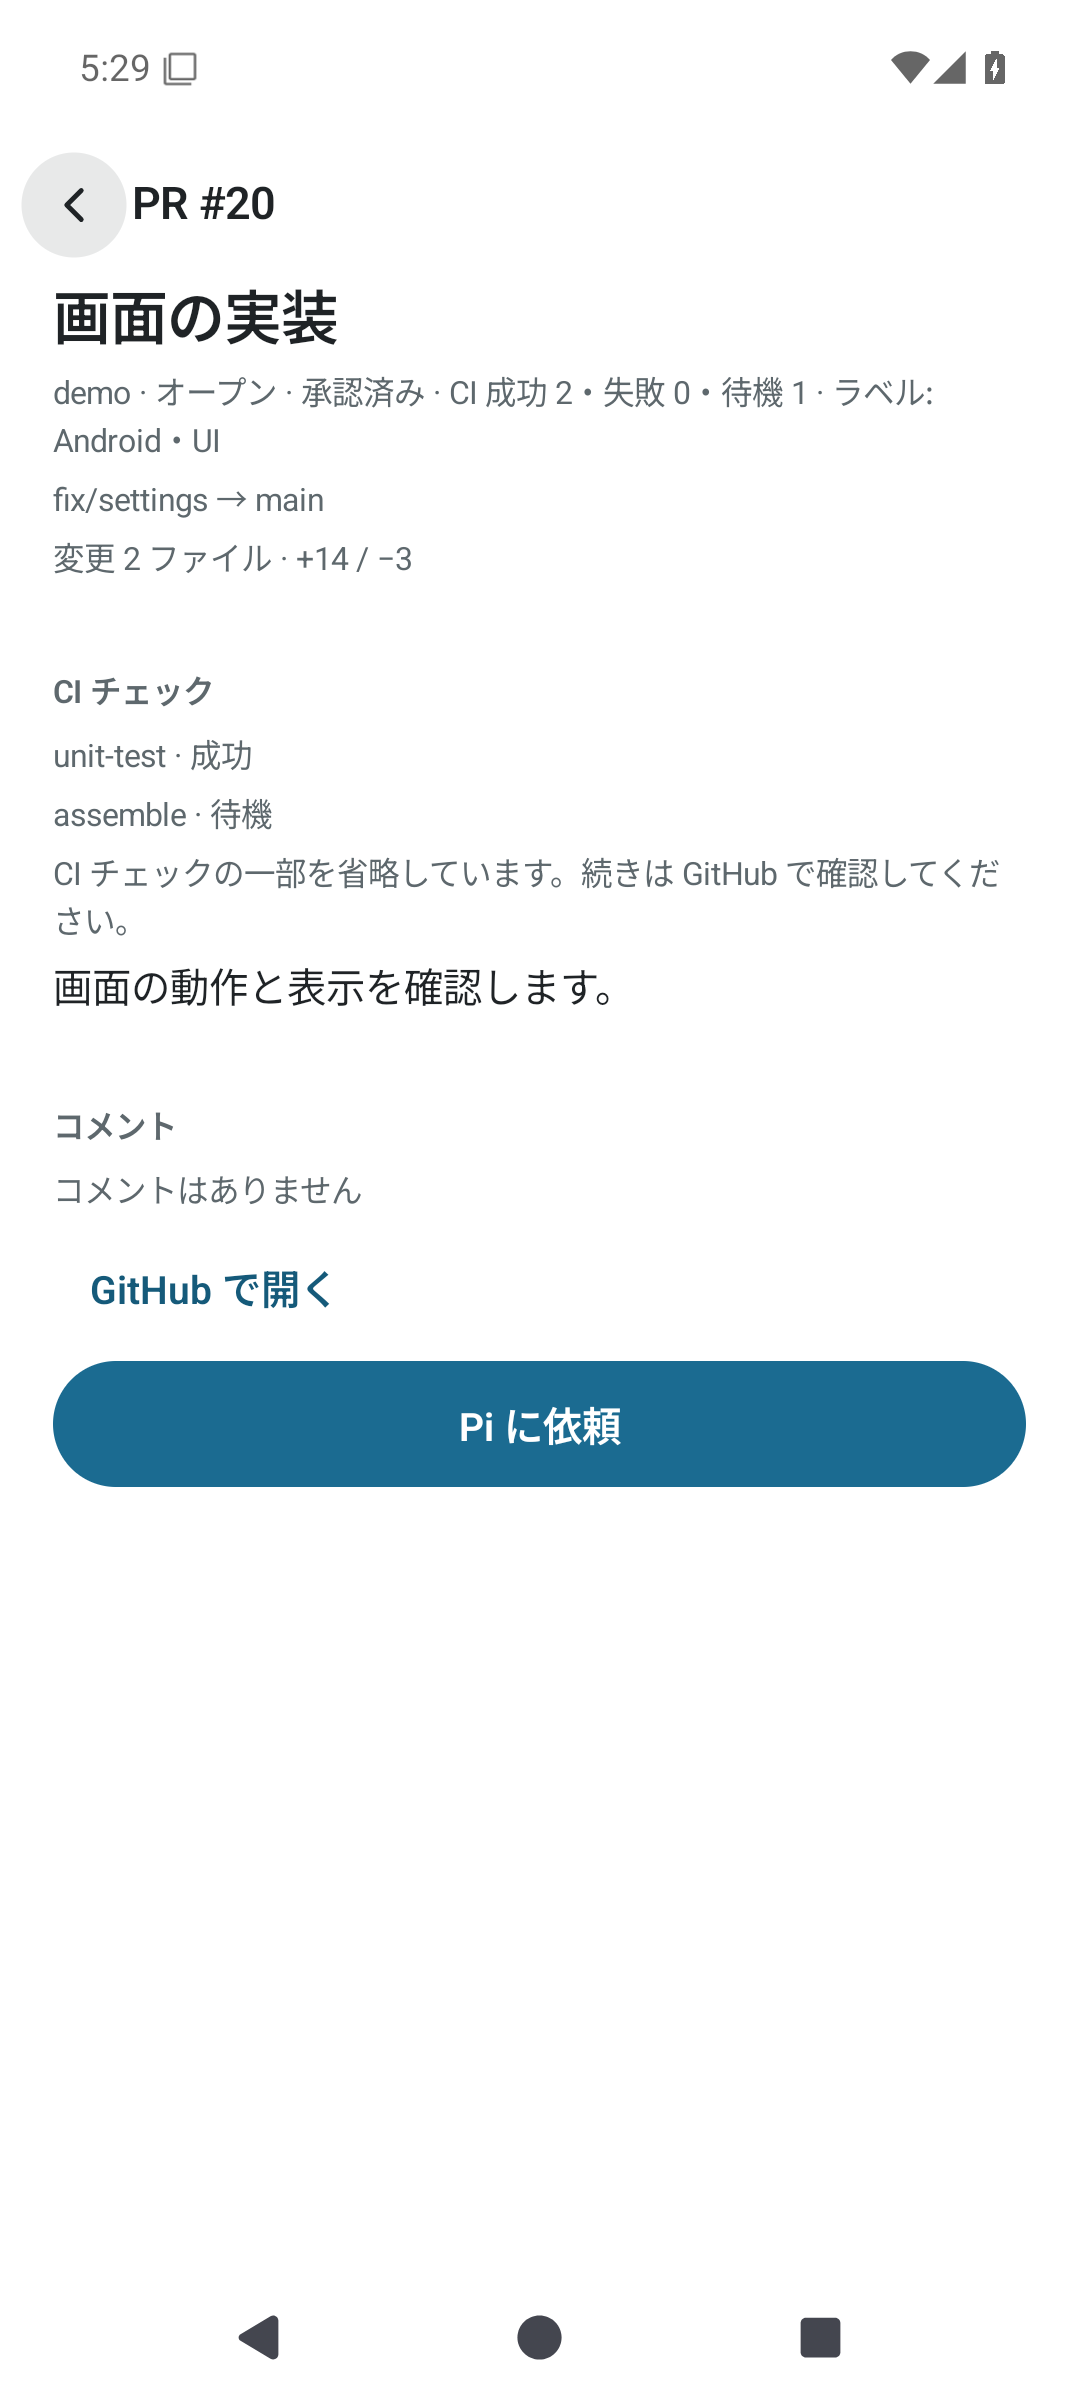 5:29
PR #20
画面の実装
demo · オープン · 承認済み · CI 成功 2・失敗 0・待機 1 · ラベル:
Android・UI
fix/settings → main
変更 2 ファイル · +14 / −3
CI チェック
unit-test · 成功
assemble · 待機
CI チェックの一部を省略しています。続きは GitHub で確認してくだ
さい。
画面の動作と表示を確認します。
コメント
コメントはありません
GitHub で開く
Pi に依頼